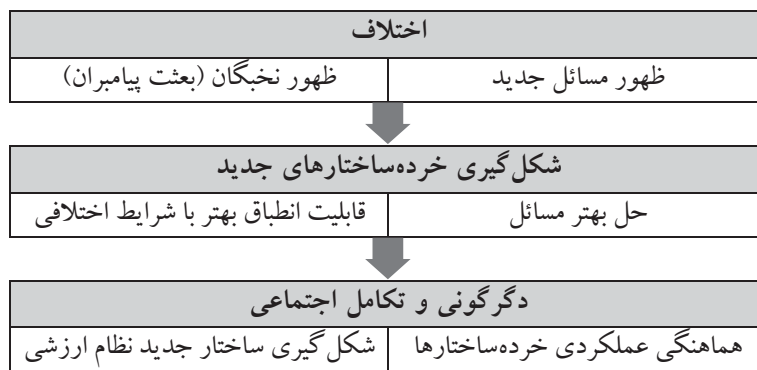 اختلاف
ظهور مسائل جدید	ظهور نخبگان (بعثت پیامبران)
شکل‌گیری خرده‌ساختارهای جدید
حل بهتر مسائل	قابلیت انطباق بهتر با شرایط اختلافی
دگرگونی و تکامل اجتماعی
هماهنگی عملکردی خرده‌ساختارها	شکل‌گیری ساختار جدید نظام ارزشی